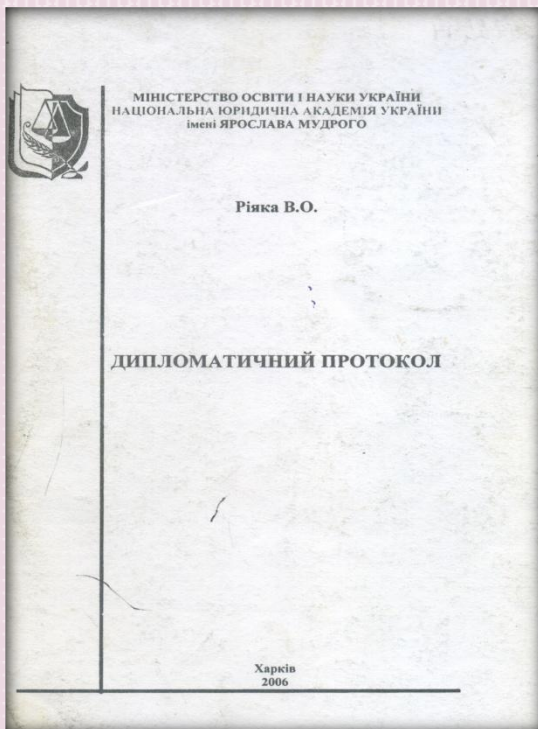 МІНІСТЕРСТВО ОСВІТИ І НАУКИ УКРАЇНИ
НАЦІОНАЛЬНА ЮРИДИЧНА АКАДЕМІЯ УКРАЇНИ
імені ЯРОСЛАВА МУДРОГО
Ріяка В.О.
ДИПЛОМАТИЧНИЙ ПРОТОКОЛ
Харків
2006